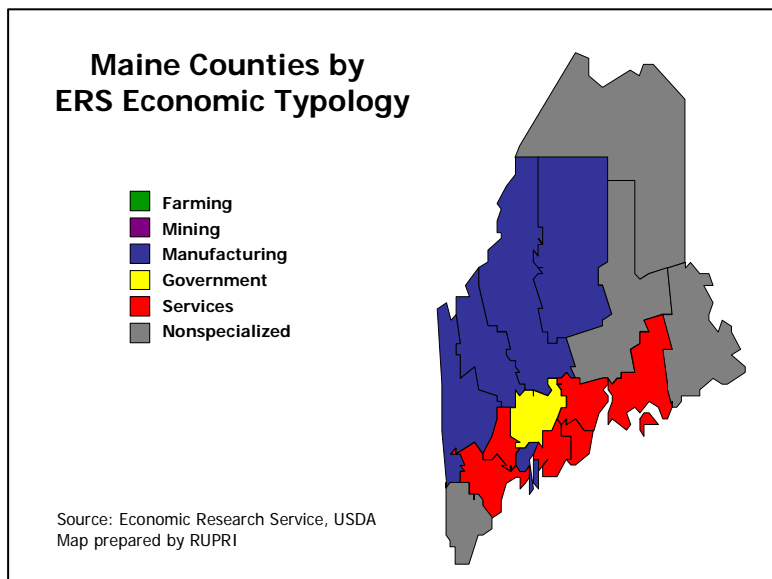 Maine Counties by
ERS Economic Typology
Farming
Mining
Manufacturing
Government
Services
Nonspecialized
Source: Economic Research Service, USDA
Map prepared by RUPRI